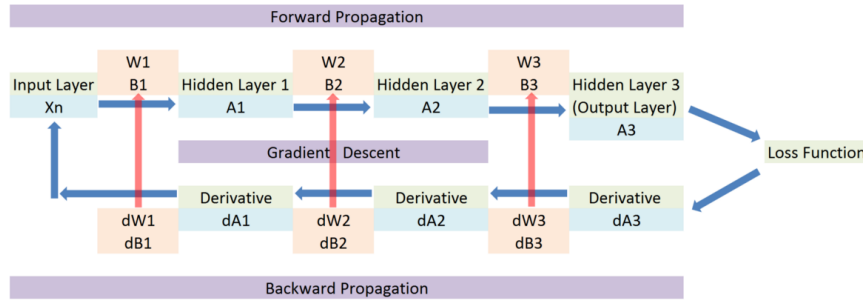 Forward Propagation
W1
B1
W2
B2
W3
B3
Input Layer
Xn
Hidden Layer 1
A1
Hidden Layer 2
A2
Hidden Layer 3
(Output Layer)
A3
Gradient Descent
Loss Function
Derivative
dA1
Derivative
dA2
Derivative
dA3
dW1
dB1
dW2
dB2
dW3
dB3
Backward Propagation